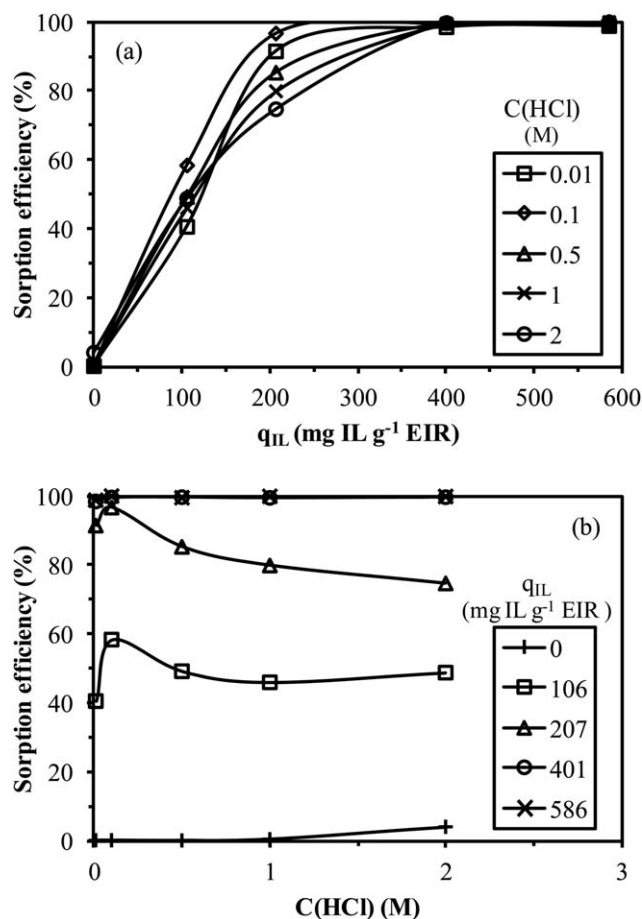 (a)
Sorption efficiency (%)
100
80
60
40
20
0
0 100 200 300 400 500 600
q_IL (mg IL g⁻¹ EIR)
C(HCl)
(M)
0.01
0.1
0.5
1
2
(b)
Sorption efficiency (%)
100
80
60
40
20
0
0 1 2 3
C(HCl) (M)
q_IL
(mg IL g⁻¹ EIR )
0
106
207
401
586